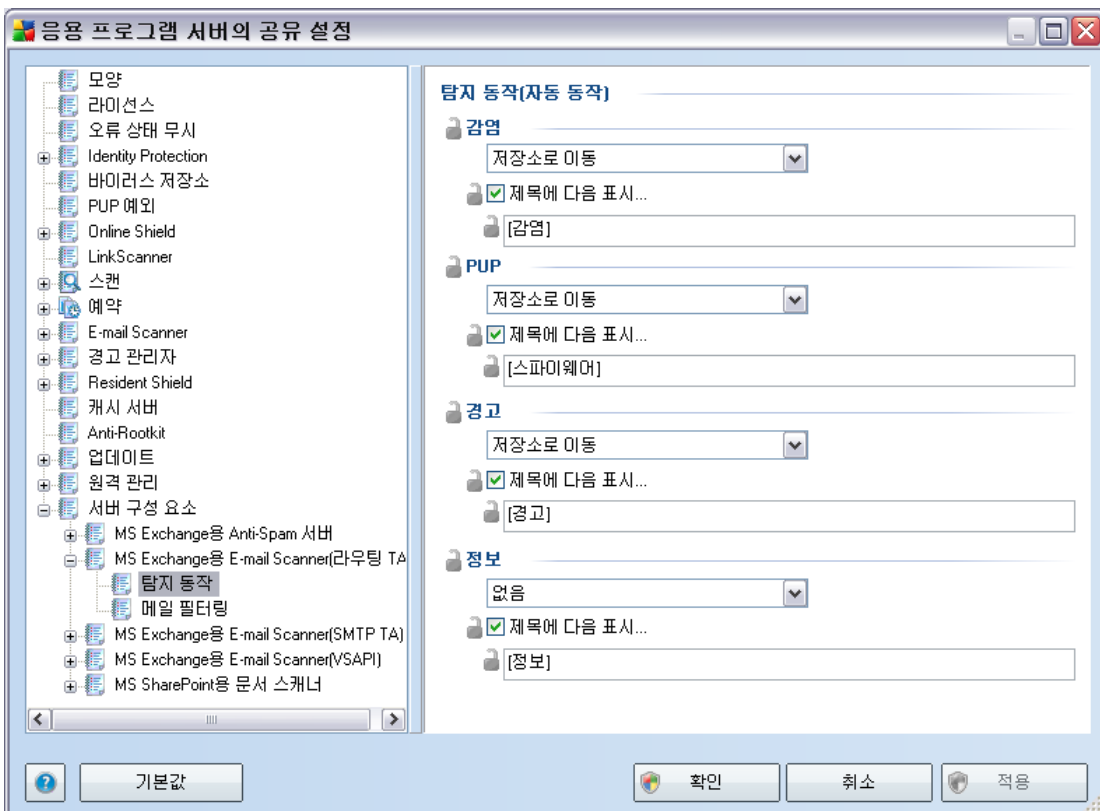 응용 프로그램 서버의 공유 설정
모양
라이선스
오류 상태 무시
Identity Protection
바이러스 저장소
PUP 예외
Online Shield
LinkScanner
스캔
예약
E-mail Scanner
경고 관리자
Resident Shield
캐시 서버
Anti-Rootkit
업데이트
원격 관리
서버 구성 요소
MS Exchange용 Anti-Spam 서버
MS Exchange용 E-mail Scanner(라우팅 TA
탐지 동작
메일 필터링
MS Exchange용 E-mail Scanner(SMTP TA)
MS Exchange용 E-mail Scanner(VSAPI)
MS SharePoint용 문서 스캐너
탐지 동작(자동 동작)
감염
저장소로 이동
제목에 다음 표시...
[감염]
PUP
저장소로 이동
제목에 다음 표시...
[스파이웨어]
경고
저장소로 이동
제목에 다음 표시...
[경고]
정보
없음
제목에 다음 표시...
[정보]
기본값
확인
취소
적용